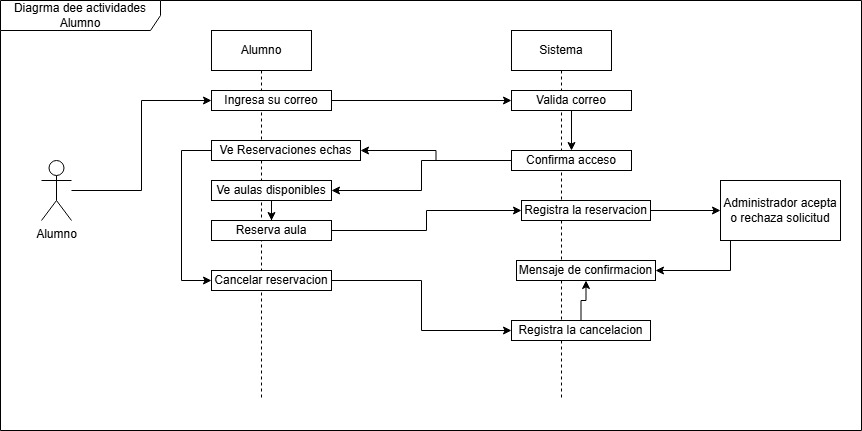 Diagrma dee actividades
Alumno
Alumno
Sistema
Ingresa su correo
Valida correo
Ve Reservaciones echas
Confirma acceso
Ve aulas disponibles
Registra la reservacion
Administrador acepta
o rechaza solicitud
Reserva aula
Alumno
Mensaje de confirmacion
Cancelar reservacion
Registra la cancelacion